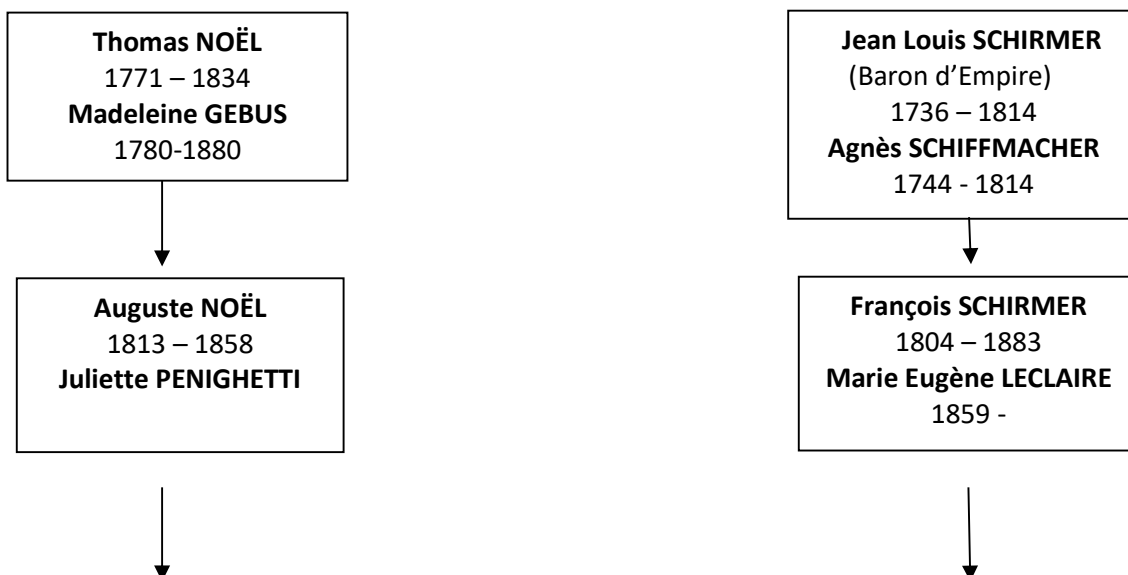 Thomas NOËL
1771 – 1834
Madeleine GEBUS
1780-1880
Jean Louis SCHIRMER
(Baron d’Empire)
1736 – 1814
Agnès SCHIFFMACHER
1744 - 1814
Auguste NOËL
1813 – 1858
Juliette PENIGHETTI
François SCHIRMER
1804 – 1883
Marie Eugène LECLAIRE
1859 -